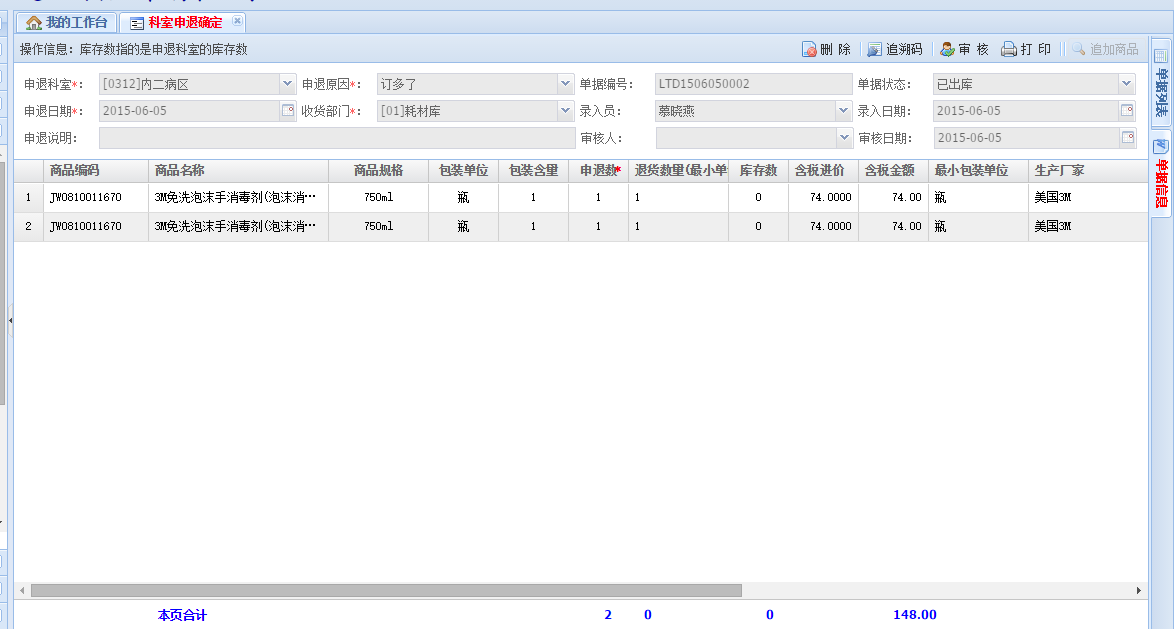 我的工作台 科室申退确定
操作信息：库存数指的是申退科室的库存数 删 除 追溯码 审 核 打 印 追加商品
申退科室*： [0312]内二病区 申退原因*： 订多了 单据编号： LTD1506050002 单据状态： 已出库
申退日期*： 2015-06-05 收货部门*： [01]耗材库 录入员： 慕晓燕 录入日期： 2015-06-05
申退说明： 审核人： 审核日期： 2015-06-05
商品编码 商品名称 商品规格 包装单位 包装含量 申退数* 退货数量(最小单 库存数 含税进价 含税金额 最小包装单位 生产厂家
1 JW0810011670 3M免洗泡沫手消毒剂(泡沫消… 750ml 瓶 1 1 1 0 74.0000 74.00 瓶 美国3M
2 JW0810011670 3M免洗泡沫手消毒剂(泡沫消… 750ml 瓶 1 1 1 0 74.0000 74.00 瓶 美国3M
本页合计 2 0 0 148.00
单据列表
单据信息